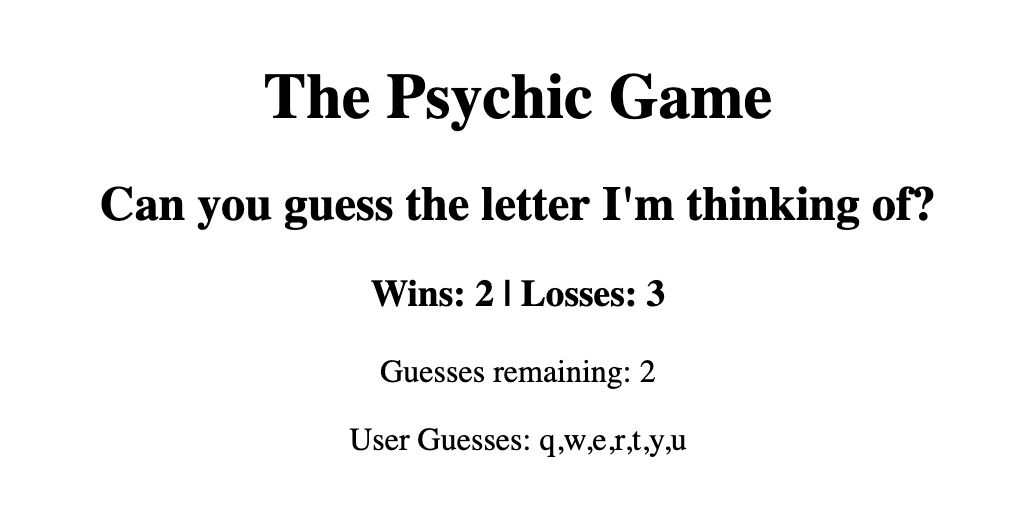 The Psychic Game
Can you guess the letter I'm thinking of?
Wins: 2 | Losses: 3
Guesses remaining: 2
User Guesses: q,w,e,r,t,y,u